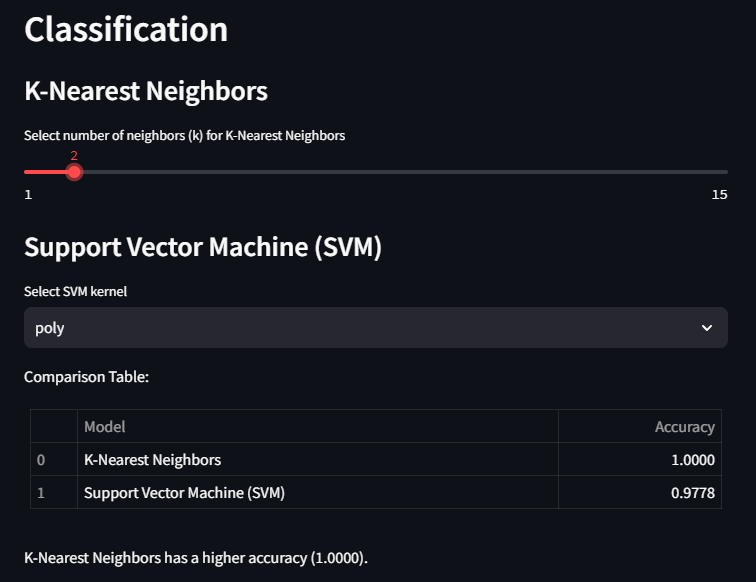 Classification
K-Nearest Neighbors
Select number of neighbors (k) for K-Nearest Neighbors
2
1 15
Support Vector Machine (SVM)
Select SVM kernel
poly
Comparison Table:
Model Accuracy
0 K-Nearest Neighbors 1.0000
1 Support Vector Machine (SVM) 0.9778
K-Nearest Neighbors has a higher accuracy (1.0000).